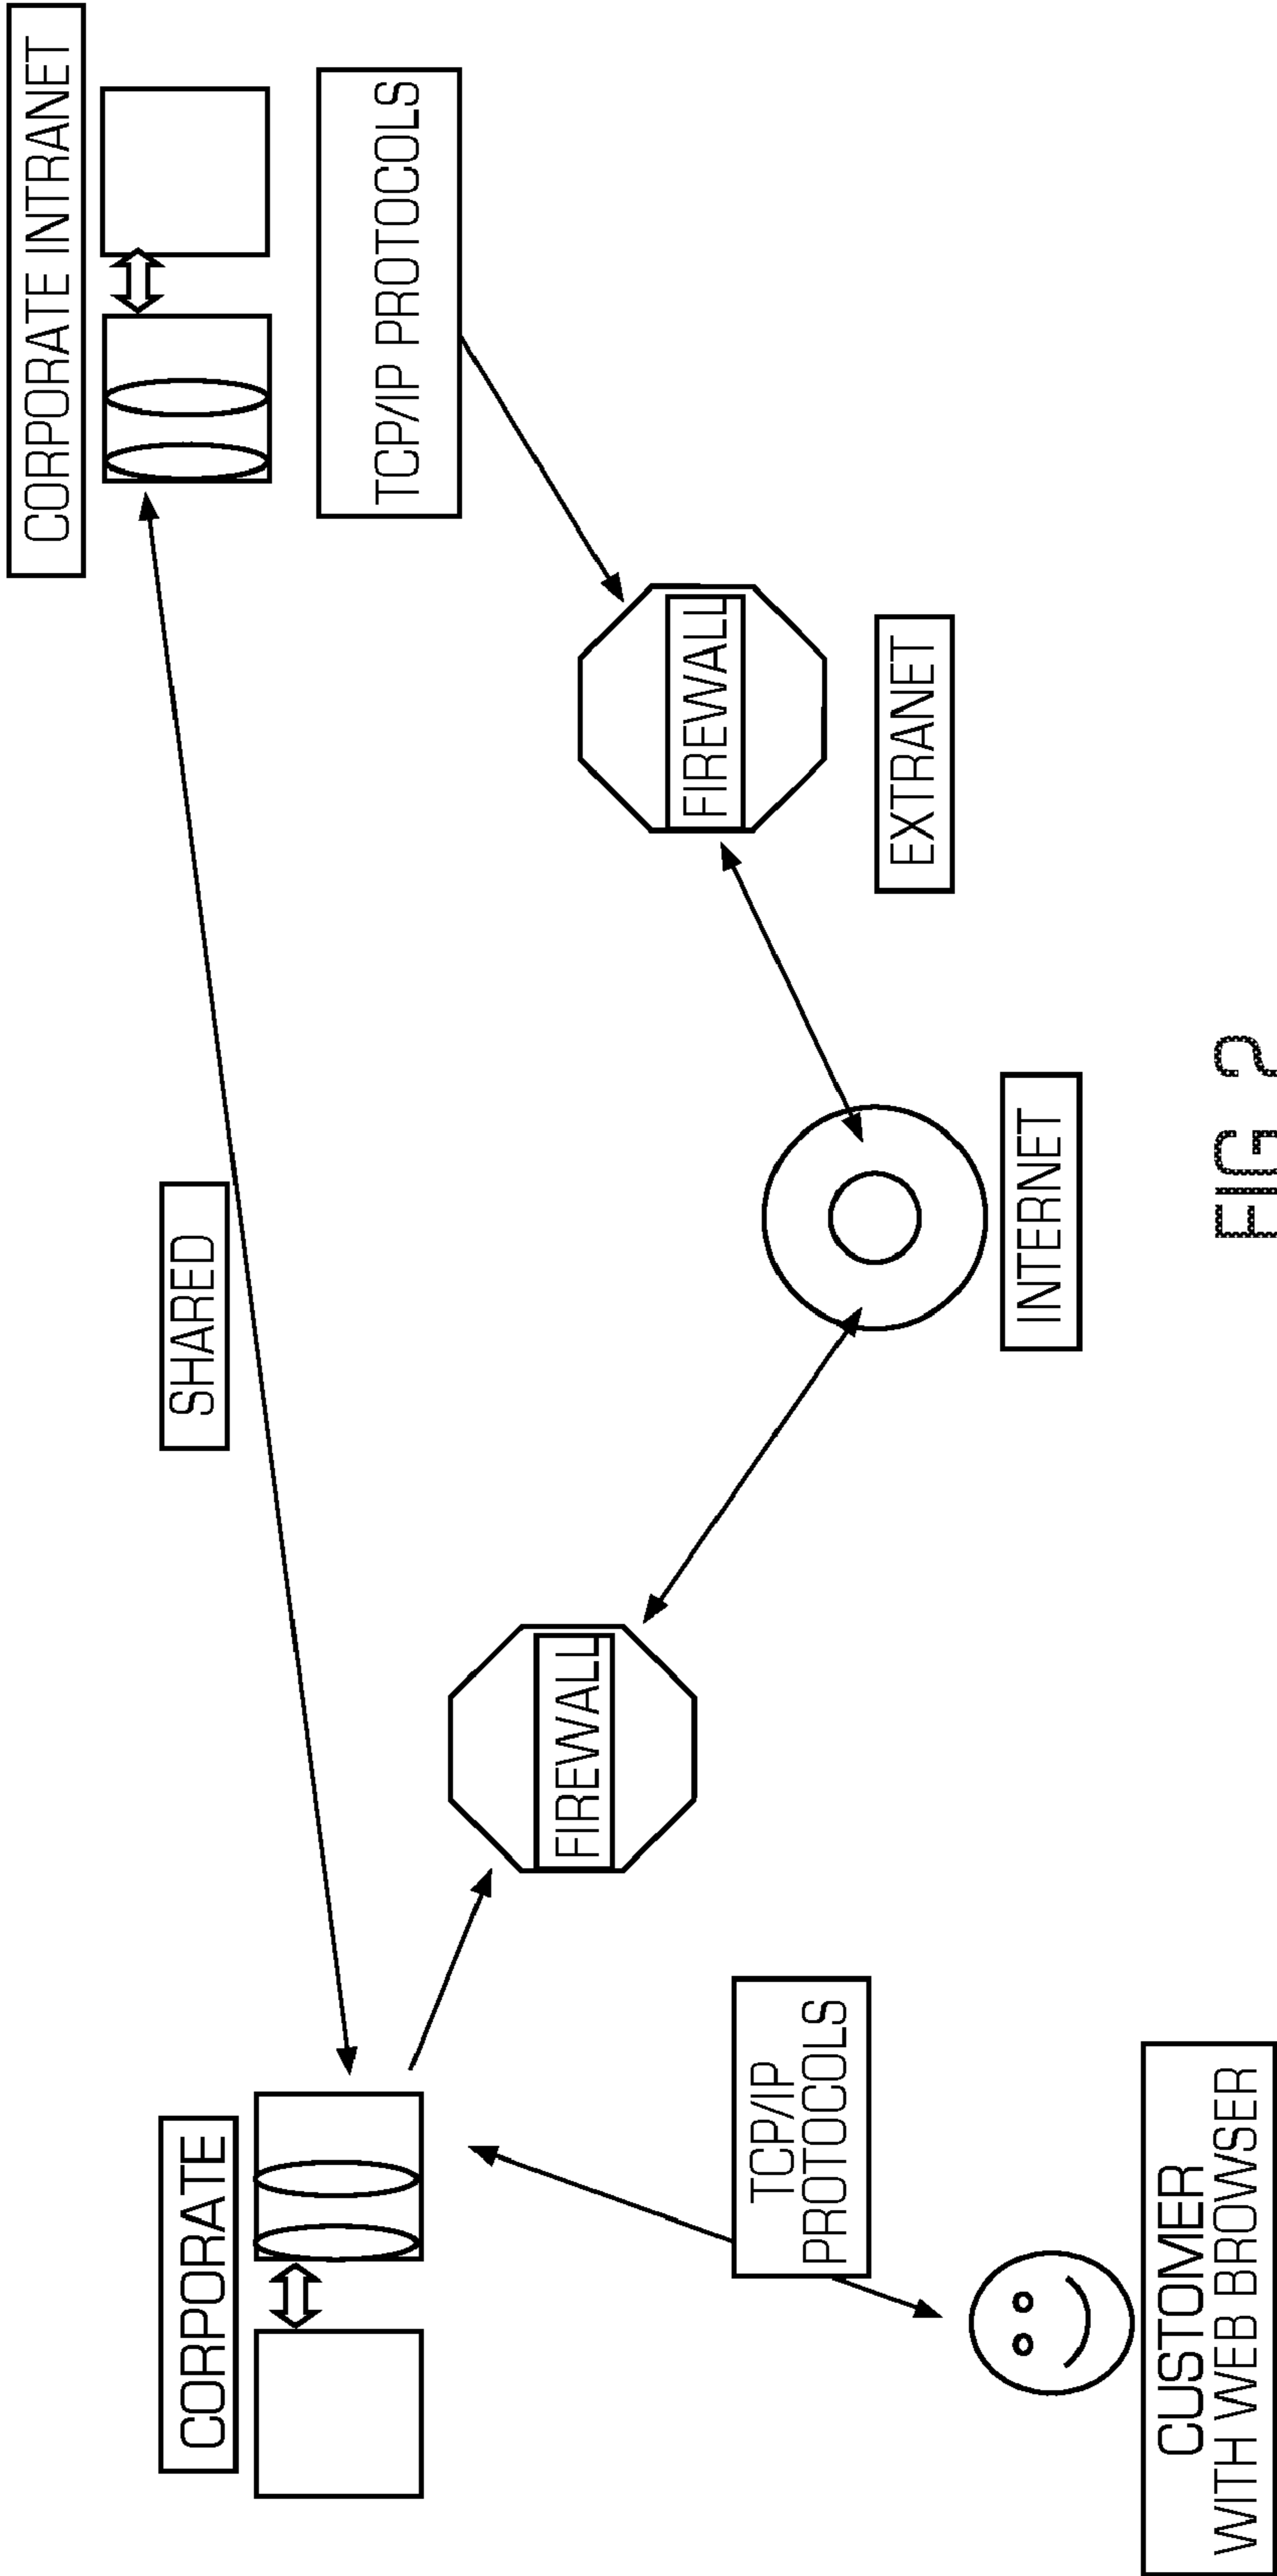 CORPORATE INTRANET
CORPORATE
SHARED
TCP/IP PROTOCOLS
FIREWALL
FIREWALL
TCP/IP
PROTOCOLS
EXTRANET
INTERNET
CUSTOMER
WITH WEB BROWSER
FIG 2